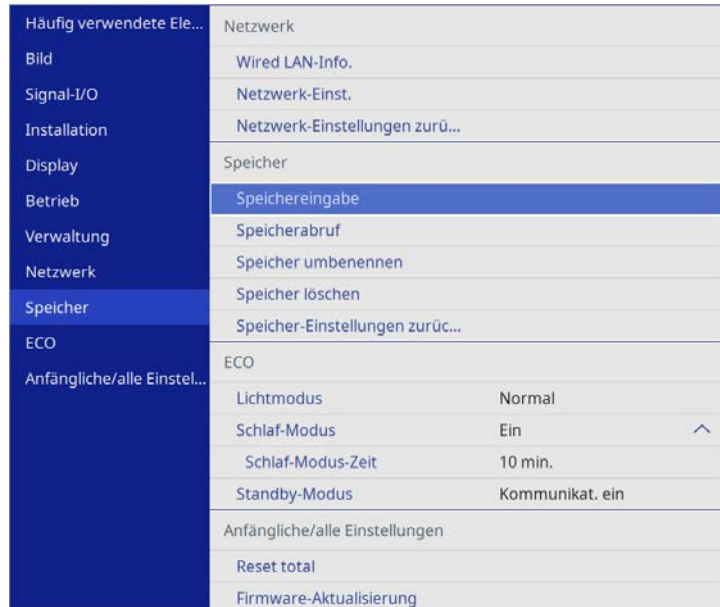 Häufig verwendete Ele...
Bild
Signal-I/O
Installation
Display
Betrieb
Verwaltung
Netzwerk
Speicher
ECO
Anfängliche/alle Einstel...
Netzwerk
Wired LAN-Info.
Netzwerk-Einst.
Netzwerk-Einstellungen zurü...
Speicher
Speichereingabe
Speicherabruf
Speicher umbenennen
Speicher löschen
Speicher-Einstellungen zurüc...
ECO
Lichtmodus Normal
Schlaf-Modus Ein
Schlaf-Modus-Zeit 10 min.
Standby-Modus Kommunikat. ein
Anfängliche/alle Einstellungen
Reset total
Firmware-Aktualisierung